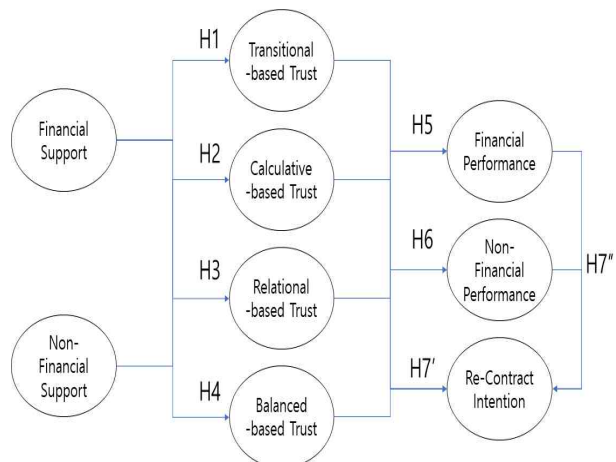 H1
Transitional
-based Trust
Financial
Support
H2
Calculative
-based Trust
H5
Financial
Performance
H3
Relational
-based Trust
H6
Non-
Financial
Performance
H7“
Non-
Financial
Support
H4
Balanced
-based Trust
H7’
Re-Contract
Intention